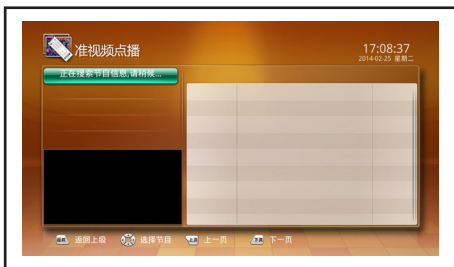 准视频点播
17:08:37
2014-02-25 星期二
正在搜索节目信息,请稍候...
返回上级 选择节目 上一页 下一页